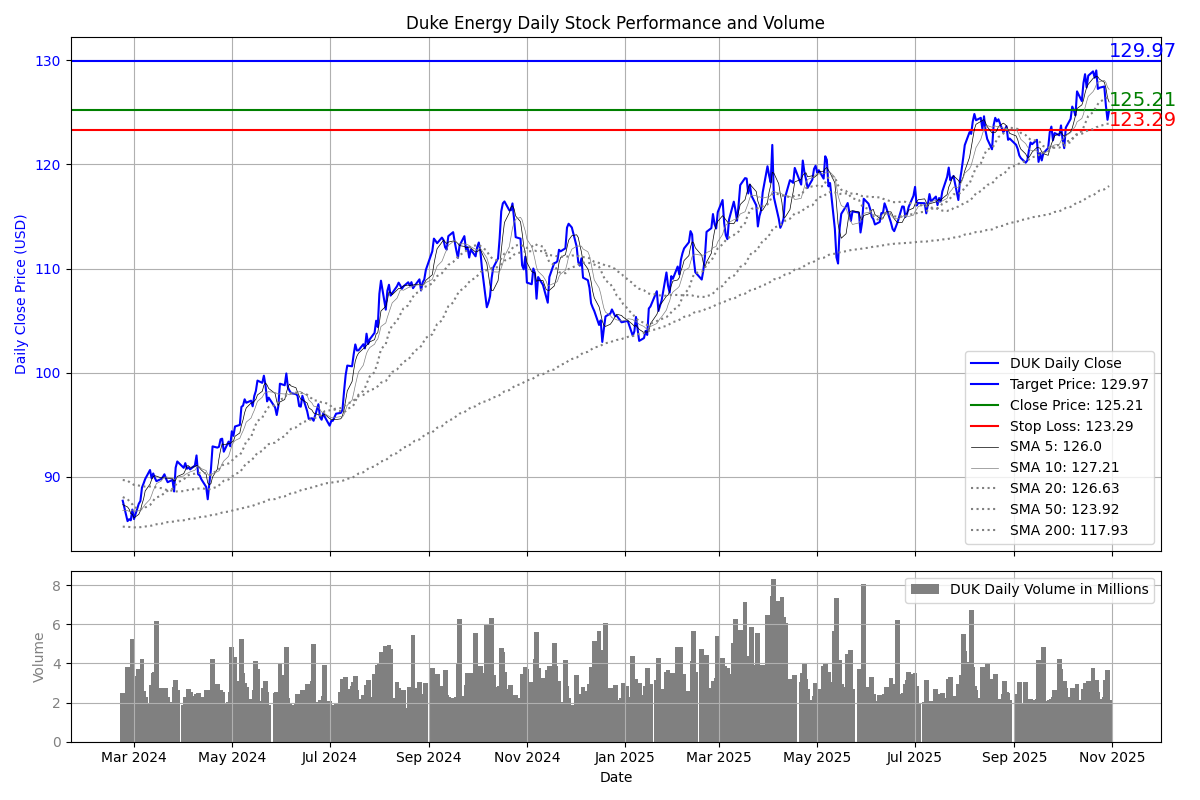 Duke Energy Daily Stock Performance and Volume
Daily Close Price (USD)
130
120
110
100
90
129.97
125.21
123.29
DUK Daily Close
Target Price: 129.97
Close Price: 125.21
Stop Loss: 123.29
SMA 5: 126.0
SMA 10: 127.21
SMA 20: 126.63
SMA 50: 123.92
SMA 200: 117.93
Volume
8
6
4
2
0
DUK Daily Volume in Millions
Mar 2024 May 2024 Jul 2024 Sep 2024 Nov 2024 Jan 2025 Mar 2025 May 2025 Jul 2025 Sep 2025 Nov 2025
Date